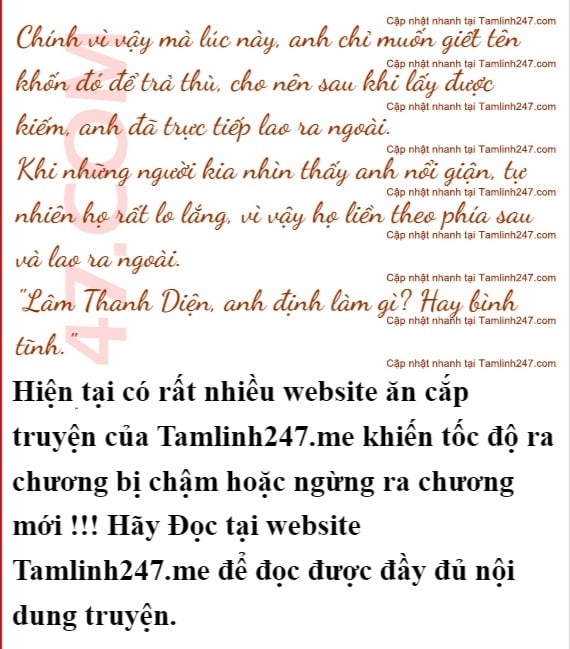 Cập nhật nhanh tại Tamlinh247.com
Chính vì vậy mà lúc này, anh chỉ muốn giết tên
Cập nhật nhanh tại Tamlinh247.com
khốn đó để trả thù, cho nên sau khi lấy được
Cập nhật nhanh tại Tamlinh247.com
kiếm, anh đã trực tiếp lao ra ngoài.
Cập nhật nhanh tại Tamlinh247.com
Khi những người kia nhìn thấy anh nổi giận, tự
Cập nhật nhanh tại Tamlinh247.com
nhiên họ rất lo lắng, vì vậy họ liền theo phía sau
Cập nhật nhanh tại Tamlinh247.com
và lao ra ngoài.
Cập nhật nhanh tại Tamlinh247.com
"Lâm Thanh Diện, anh định làm gì? Hay bình
Cập nhật nhanh tại Tamlinh247.com
tĩnh."
Cập nhật nhanh tại Tamlinh247.com
47.COM
Hiện tại có rất nhiều website ăn cắp
truyện của Tamlinh247.me khiến tốc độ ra
chương bị chậm hoặc ngừng ra chương
mới !!! Hãy Đọc tại website
Tamlinh247.me để đọc được đầy đủ nội
dung truyện.